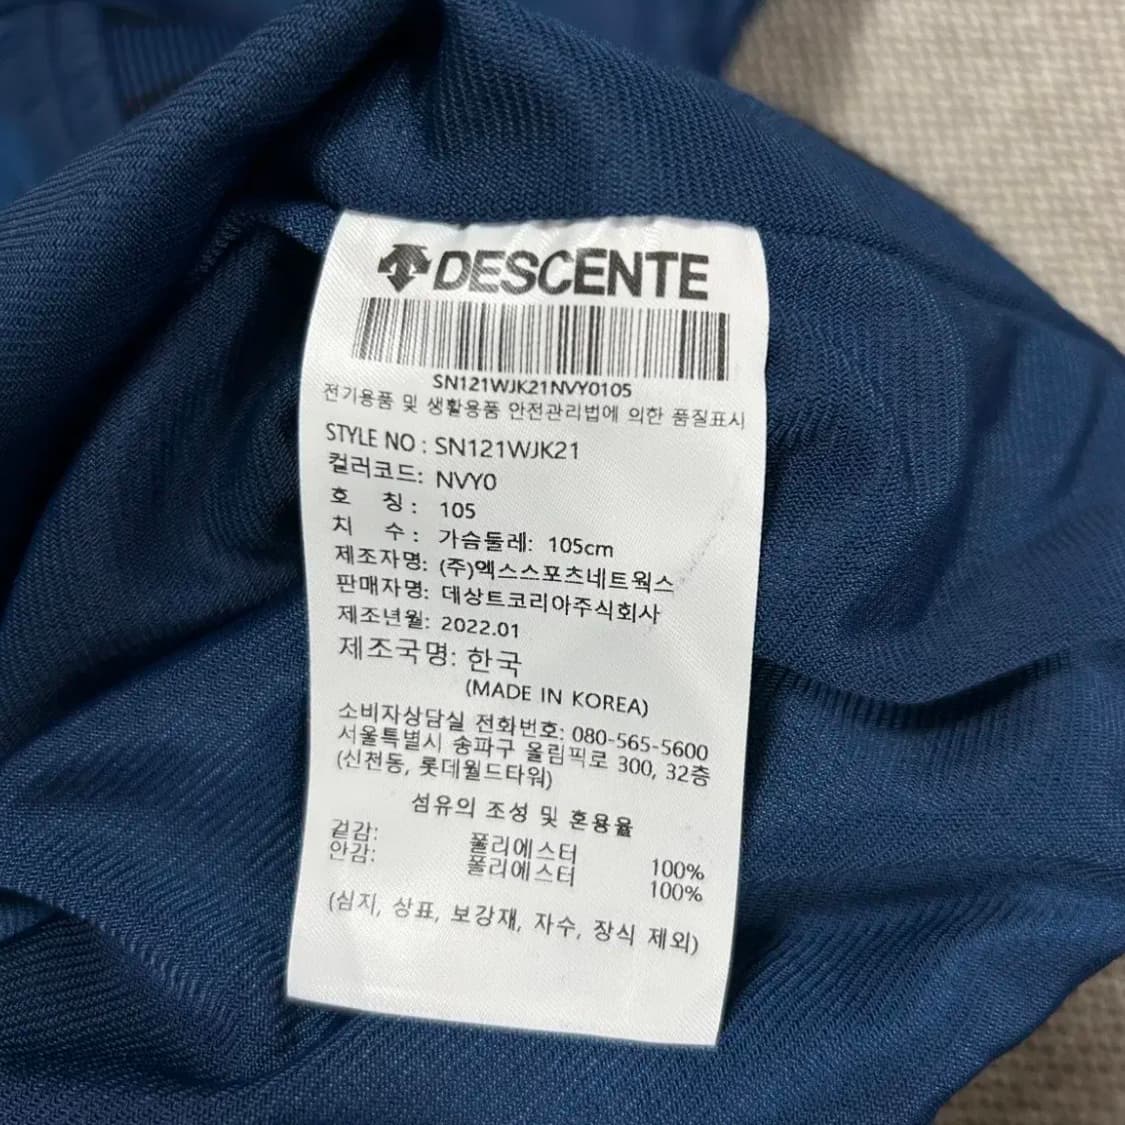 DESCENTE
SN121WJK21NVY0105
전기용품 및 생활용품 안전관리법에 의한 품질표시
STYLE NO : SN121WJK21
컬러코드: NVY0
호 칭 : 105
치 수 : 가슴둘레: 105cm
제조자명: (주)엑스스포츠네트웍스
판매자명: 데상트코리아주식회사
제조년월: 2022.01
제조국명: 한국
(MADE IN KOREA)
소비자상담실 전화번호: 080-565-5600
서울특별시 송파구 올림픽로 300, 32층
(신천동, 롯데월드타워)
섬유의 조성 및 혼용율
겉감: 폴리에스터 100%
안감: 폴리에스터 100%
(심지, 상표, 보강재, 자수, 장식 제외)